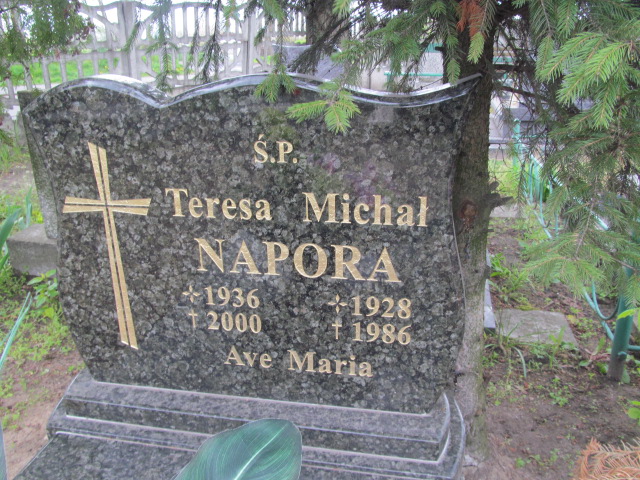 Ś.P.
Teresa Michał
NAPORA
1936 1928
† 2000 † 1986
Ave Maria